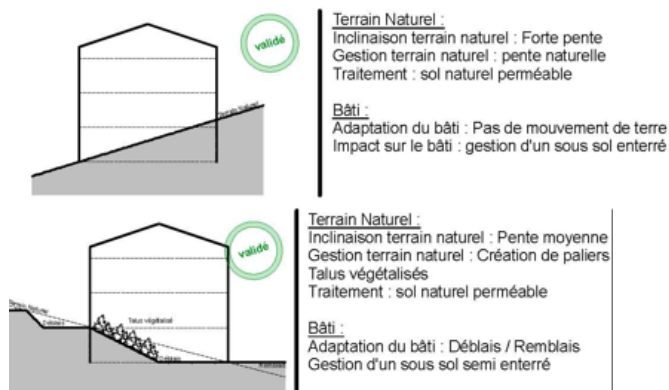 validé
Terrain Naturel
Terrain Naturel :
Inclinaison terrain naturel : Forte pente
Gestion terrain naturel : pente naturelle
Traitement : sol naturel perméable
Bâti :
Adaptation du bâti : Pas de mouvement de terre
Impact sur le bâti : gestion d'un sous sol enterré
validé
Terrain Naturel
Déblais
Talus végétalisé
Déblais
Remblais
Terrain Naturel :
Inclinaison terrain naturel : Pente moyenne
Gestion terrain naturel : Création de paliers
Talus végétalisés
Traitement : sol naturel perméable
Bâti :
Adaptation du bâti : Déblais / Remblais
Gestion d'un sous sol semi enterré